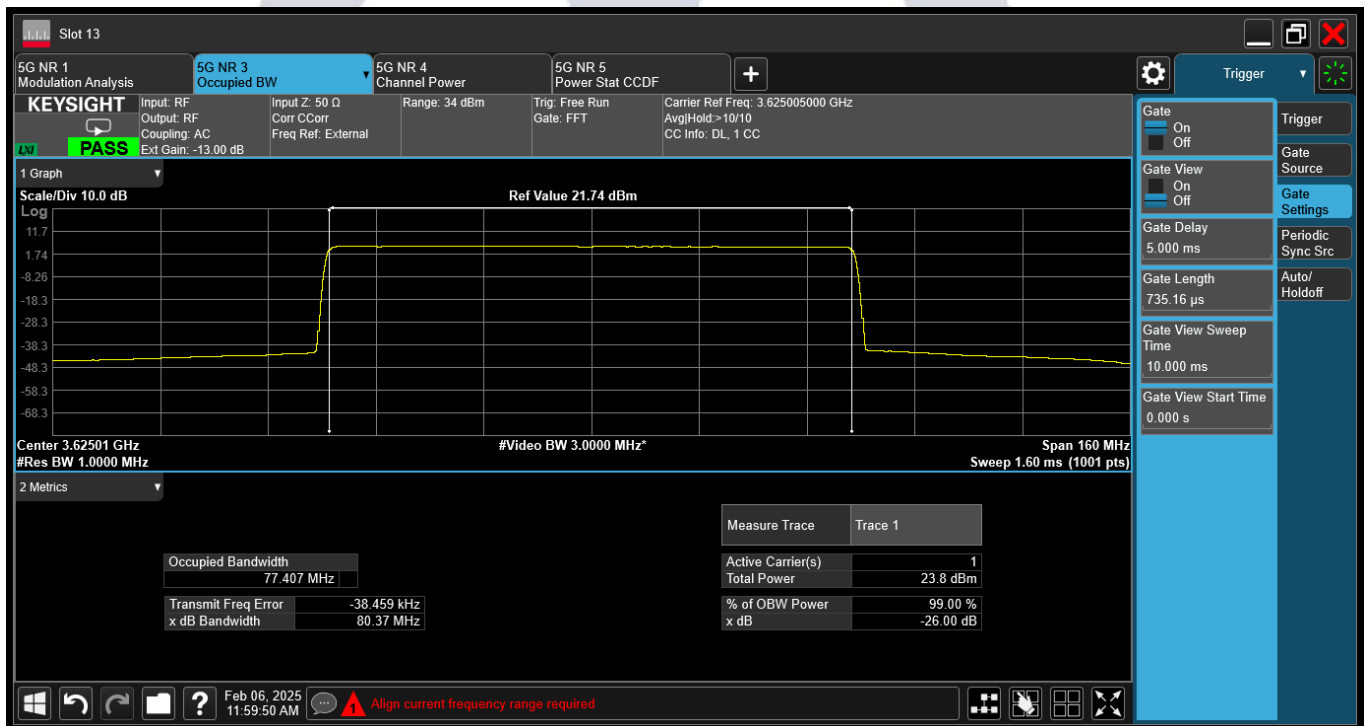 Slot 13
5G NR 1
Modulation Analysis
5G NR 3
Occupied BW
5G NR 4
Channel Power
5G NR 5
Power Stat CCDF
Trigger
KEYSIGHT
LXI
PASS
Input: RF
Output: RF
Coupling: AC
Ext Gain: -13.00 dB
Input Z: 50 Ω
Corr CCorr
Freq Ref: External
Range: 34 dBm
Trig: Free Run
Gate: FFT
Carrier Ref Freq: 3.625005000 GHz
Avg|Hold:>10/10
CC Info: DL, 1 CC
1 Graph
Scale/Div 10.0 dB
Ref Value 21.74 dBm
Log
11.7
1.74
-8.26
-18.3
-28.3
-38.3
-48.3
-58.3
-68.3
Center 3.62501 GHz
#Video BW 3.0000 MHz*
Span 160 MHz
#Res BW 1.0000 MHz
Sweep 1.60 ms (1001 pts)
2 Metrics
Measure Trace Trace 1
Occupied Bandwidth
77.407 MHz
Transmit Freq Error -38.459 kHz
x dB Bandwidth 80.37 MHz
Active Carrier(s) 1
Total Power 23.8 dBm
% of OBW Power 99.00 %
x dB -26.00 dB
Gate
On
Off
Gate View
On
Off
Gate Delay
5.000 ms
Gate Length
735.16 µs
Gate View Sweep
Time
10.000 ms
Gate View Start Time
0.000 s
Trigger
Gate
Source
Gate
Settings
Periodic
Sync Src
Auto/
Holdoff
?
Feb 06, 2025
11:59:50 AM
Align current frequency range required